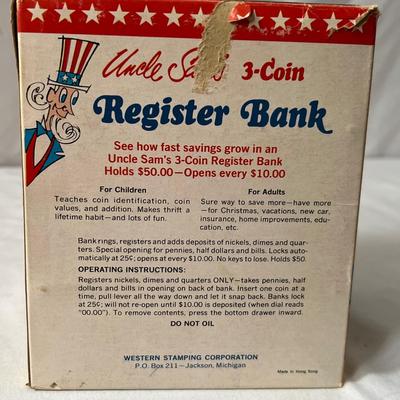 Uncle Sam's 3-Coin
Register Bank
See how fast savings grow in an
Uncle Sam's 3-Coin Register Bank
Holds $50.00—Opens every $10.00
For Children
Teaches coin identification, coin
values, and addition. Makes thrift a
lifetime habit—and lots of fun.
For Adults
Sure way to save more—have more
—for Christmas, vacations, new car,
insurance, home improvements, edu-
cation, etc.
Bank rings, registers and adds deposits of nickels, dimes and quar-
ters. Special opening for pennies, half dollars and bills. Locks auto-
matically at 25¢; opens at every $10.00. No keys to lose. Holds $50.
OPERATING INSTRUCTIONS:
Registers nickels, dimes and quarters ONLY—takes pennies, half
dollars and bills in opening on back of bank. Insert one coin at a
time, pull lever all the way down and let it snap back. Banks lock
at 25¢; will not re-open until $10.00 is deposited (when dial reads
"00.00"). To remove contents, press the bottom drawer inward.
DO NOT OIL
WESTERN STAMPING CORPORATION
P.O. Box 211—Jackson, Michigan
Made in Hong Kong